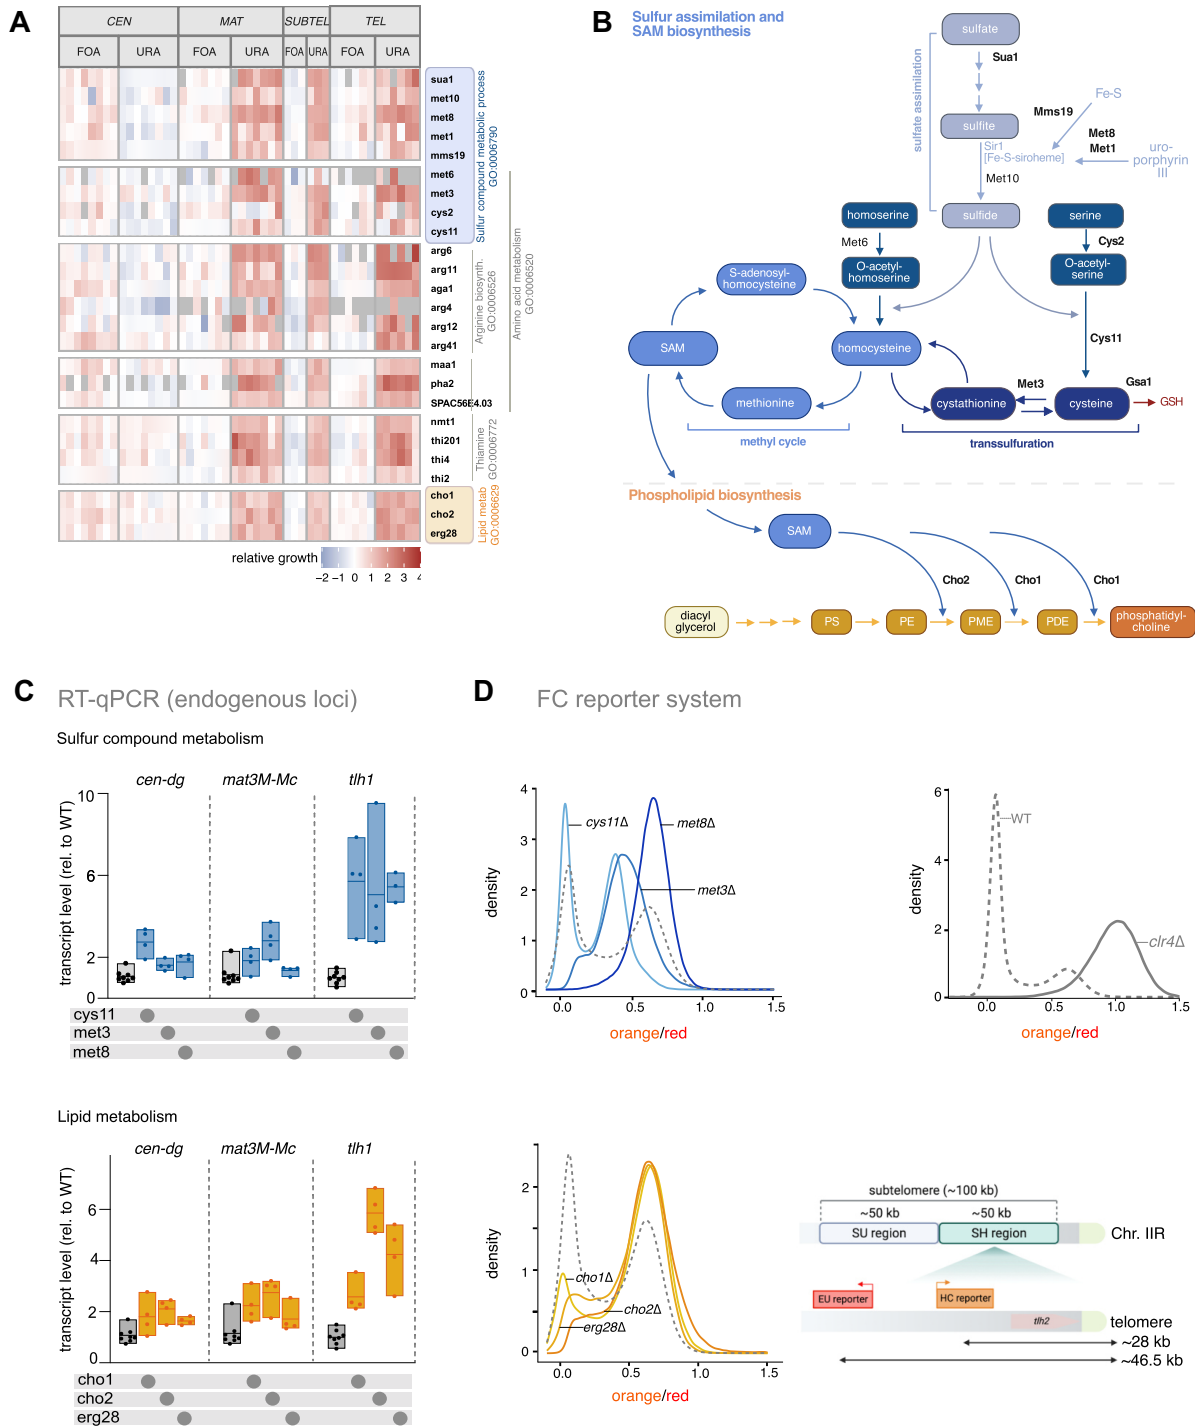 A
CEN MAT SUBTEL TEL
FOA URA FOA URA FOA URA FOA URA
sua1
met10
met8
met1
mms19
met6
met3
cys2
cys11
arg6
arg11
aga1
arg4
arg12
arg41
maa1
pha2
SPAC56E4.03
nmt1
thi201
thi4
thi2
cho1
cho2
erg28
Sulfur compound metabolic process
GO:0006790
Arginine biosynth.
GO:0006526
Amino acid metabolism
GO:0006520
Thiamine
GO:0006772
Lipid metab
GO:0006629
relative growth
−2 −1 0 1 2 3 4
B
Sulfur assimilation and
SAM biosynthesis
sulfate assimilation
sulfate
Sua1
sulfite
Mms19
Fe-S
Met8
Met1
uro-
porphyrin
III
Sir1
[Fe-S-siroheme]
Met10
sulfide
homoserine
serine
Met6
Cys2
O-acetyl-
homoserine
O-acetyl-
serine
S-adenosyl-
homocysteine
Cys11
SAM
homocysteine
methionine
cystathionine
Met3
cysteine
Gsa1
GSH
methyl cycle
transsulfuration
Phospholipid biosynthesis
SAM
Cho2
Cho1
Cho1
diacyl
glycerol
PS
PE
PME
PDE
phosphatidyl-
choline
C
RT-qPCR (endogenous loci)
Sulfur compound metabolism
cen-dg mat3M-Mc tlh1
transcript level (rel. to WT)
10
6
2
0
cys11
met3
met8
Lipid metabolism
cen-dg mat3M-Mc tlh1
transcript level (rel. to WT)
6
4
2
0
cho1
cho2
erg28
D
FC reporter system
density
4
3
2
1
0
cys11Δ
met8Δ
met3Δ
0.0 0.5 1.0 1.5
orange/red
density
6
4
2
0
WT
clr4Δ
0.0 0.5 1.0 1.5
orange/red
density
2
1
0
cho1Δ
cho2Δ
erg28Δ
0.0 0.5 1.0 1.5
orange/red
subtelomere (~100 kb)
~50 kb ~50 kb
SU region SH region Chr. IIR
EU reporter HC reporter
tlh2
telomere
~28 kb
~46.5 kb